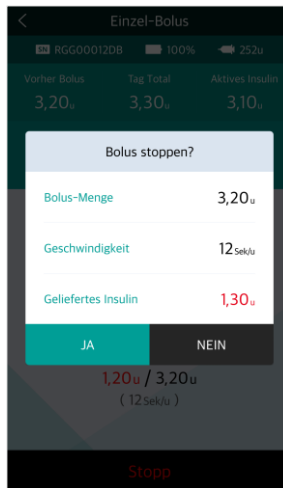 Einzel-Bolus
SN RGG00012DB 100% 252u
Vorher Bolus Tag Total Aktives Insulin
3,20u 3,30u 3,10u
Bolus stoppen?
Bolus-Menge 3,20u
Geschwindigkeit 12Sek/u
Geliefertes Insulin 1,30u
JA NEIN
1,20u / 3,20u
( 12Sek/u )
Stopp